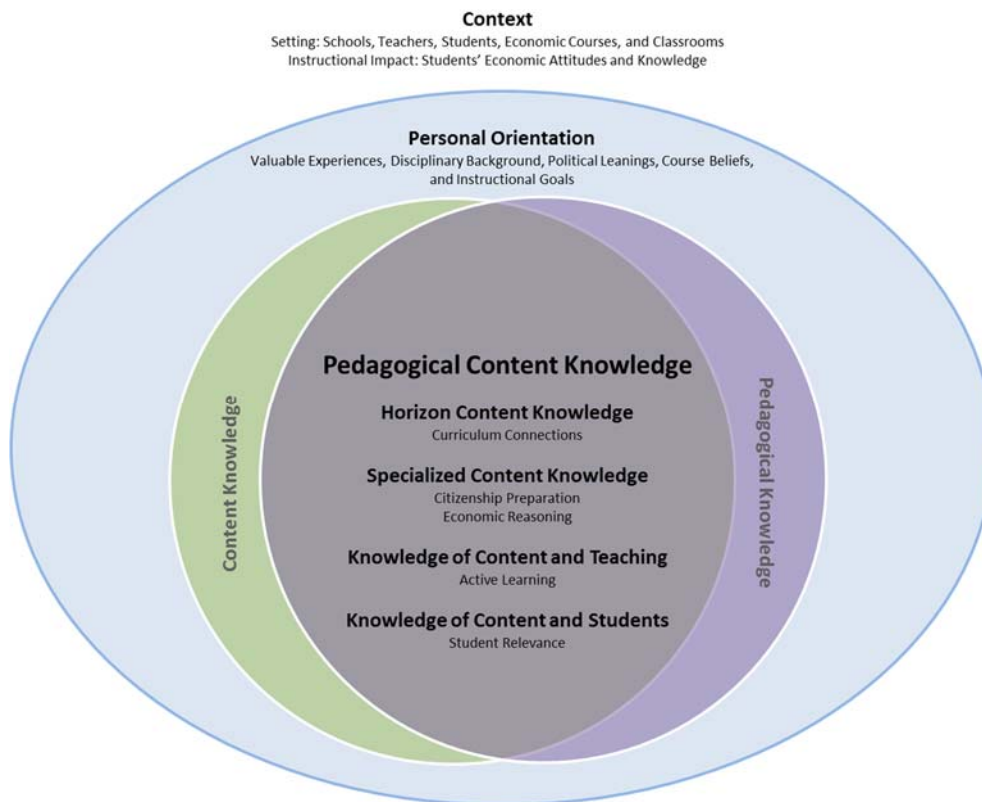 Context
Setting: Schools, Teachers, Students, Economic Courses, and Classrooms
Instructional Impact: Students' Economic Attitudes and Knowledge
Personal Orientation
Valuable Experiences, Disciplinary Background, Political Leanings, Course Beliefs,
and Instructional Goals
Content Knowledge
Pedagogical Content Knowledge
Horizon Content Knowledge
Curriculum Connections
Specialized Content Knowledge
Citizenship Preparation
Economic Reasoning
Knowledge of Content and Teaching
Active Learning
Knowledge of Content and Students
Student Relevance
Pedagogical Knowledge